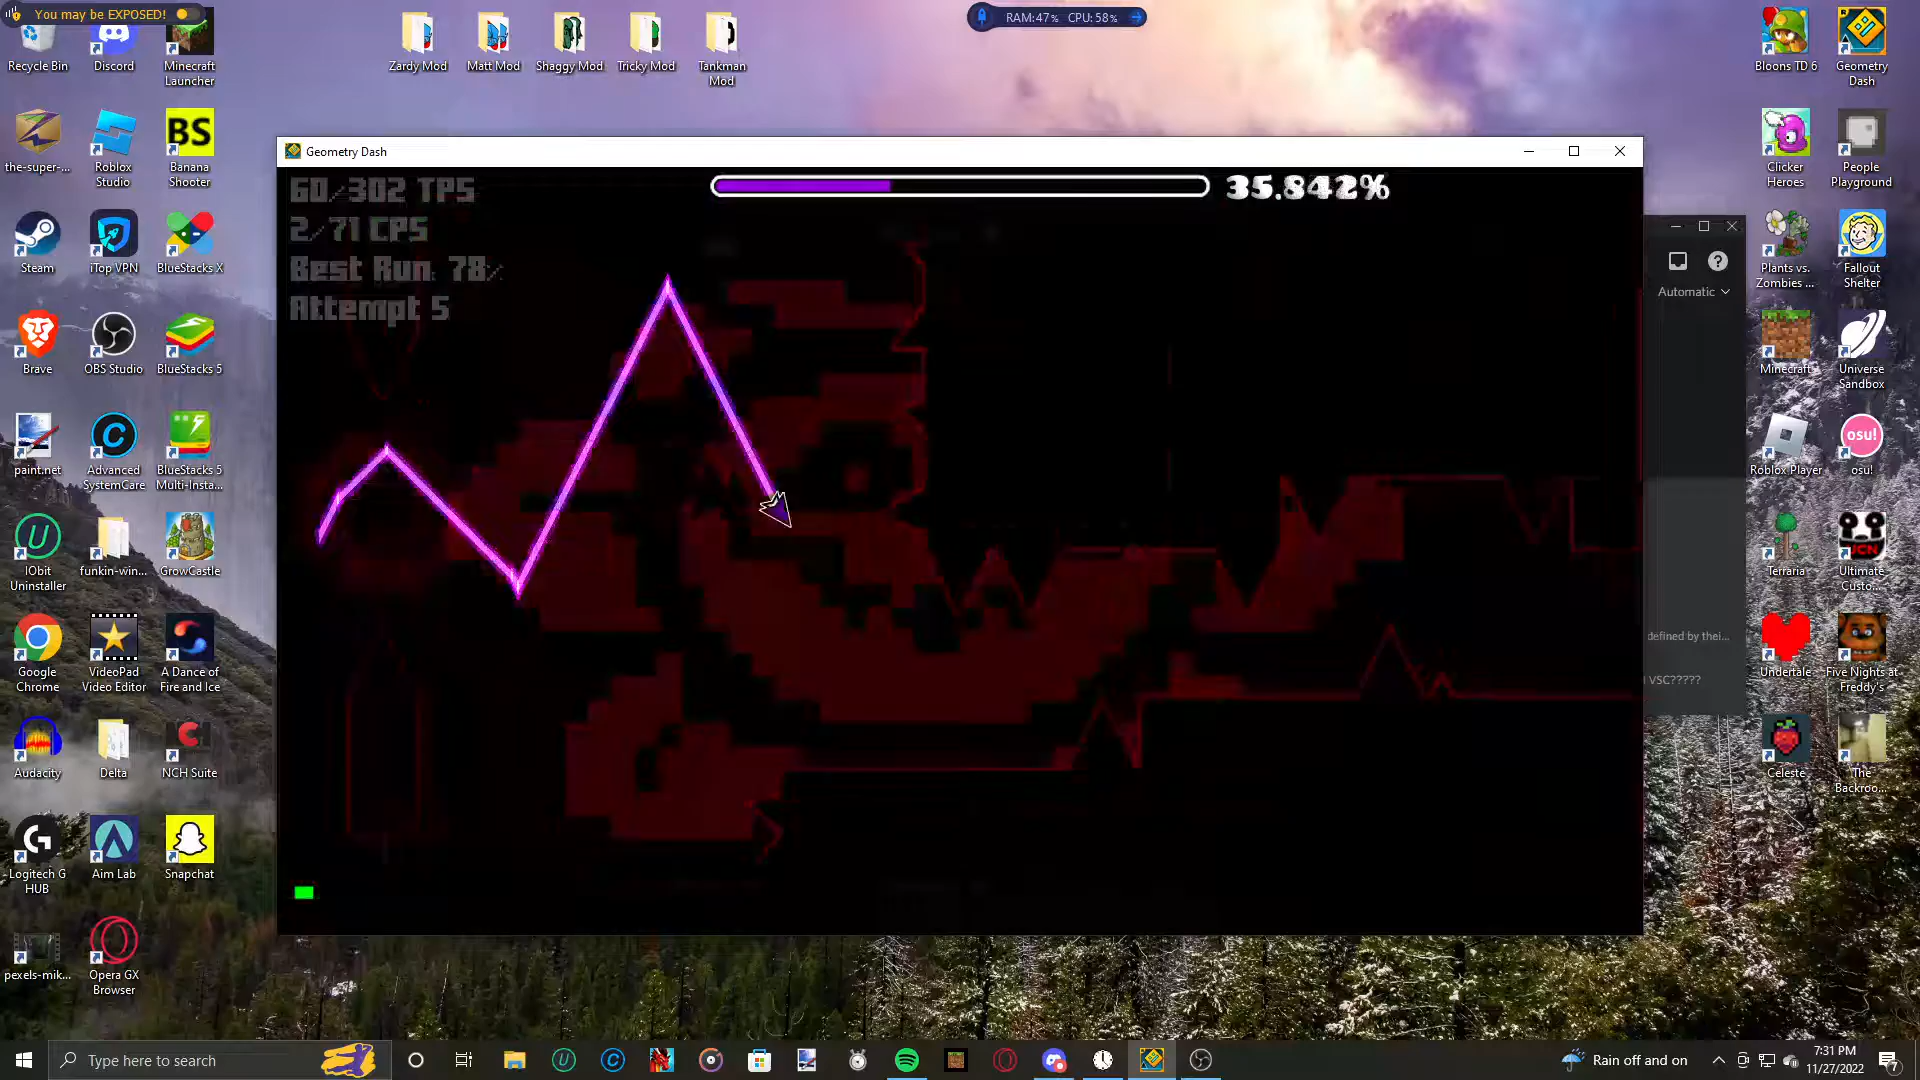 You may be EXPOSED!
RAM:47% CPU:58%
Recycle Bin
Discord
Minecraft Launcher
Zardy Mod
Matt Mod
Shaggy Mod
Tricky Mod
Tankman Mod
Bloons TD 6
Geometry Dash
the-super-...
Roblox Studio
BS
Banana Shooter
Clicker Heroes
People Playground
Geometry Dash
60/302 TPS
35.842%
2/71 CPS
Best Run: 78%
Attempt 5
Steam
iTop VPN
BlueStacks X
Plants vs. Zombies ...
Fallout Shelter
Automatic
Brave
OBS Studio
BlueStacks 5
Minecraft
Universe Sandbox
paint.net
Advanced SystemCare
BlueStacks 5 Multi-Insta...
Roblox Player
osu!
osu!
IObit Uninstaller
funkin-win...
GrowCastle
Terraria
UCN
Ultimate Custo...
Google Chrome
VideoPad Video Editor
A Dance of Fire and Ice
defined by thei...
VSC?????
Undertale
Five Nights at Freddy's
Audacity
Delta
NCH Suite
Celeste
The Backroo...
Logitech G HUB
Aim Lab
Snapchat
pexels-mik...
Opera GX Browser
Type here to search
Rain off and on
7:31 PM
11/27/2022
7